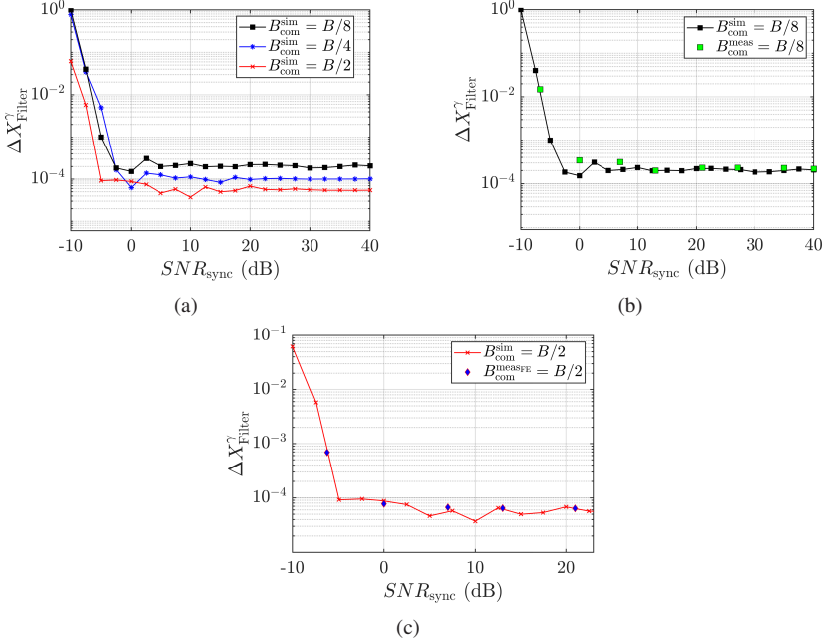 10^0
10^-2
10^-4
ΔX^γ_Filter
B^sim_com = B/8
B^sim_com = B/4
B^sim_com = B/2
-10 0 10 20 30 40
SNR_sync (dB)
(a)
10^0
10^-2
10^-4
ΔX^γ_Filter
B^sim_com = B/8
B^meas_com = B/8
-10 0 10 20 30 40
SNR_sync (dB)
(b)
10^-1
10^-2
10^-3
10^-4
ΔX^γ_Filter
B^sim_com = B/2
B^meas_FE_com = B/2
-10 0 10 20
SNR_sync (dB)
(c)